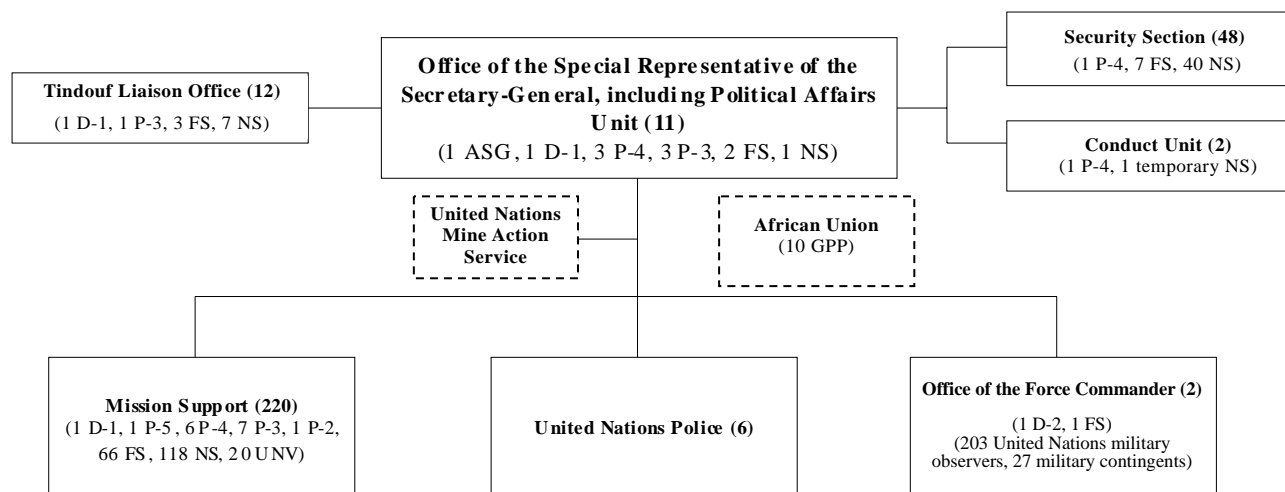 Office of the Special Representative of the
Secretary-General, including Political Affairs
Unit (11)
(1 ASG, 1 D-1, 3 P-4, 3 P-3, 2 FS, 1 NS)
Tindouf Liaison Office (12)
(1 D-1, 1 P-3, 3 FS, 7 NS)
Security Section (48)
(1 P-4, 7 FS, 40 NS)
Conduct Unit (2)
(1 P-4, 1 temporary NS)
United Nations
Mine Action
Service
African Union
(10 GPP)
Mission Support (220)
(1 D-1, 1 P-5, 6 P-4, 7 P-3, 1 P-2,
66 FS, 118 NS, 20 UNV)
United Nations Police (6)
Office of the Force Commander (2)
(1 D-2, 1 FS)
(203 United Nations military
observers, 27 military contingents)